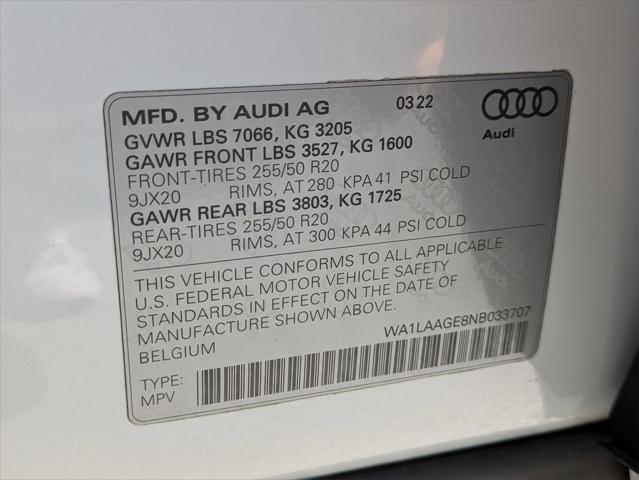 MFD. BY AUDI AG 03 22
GVWR LBS 7066, KG 3205
GAWR FRONT LBS 3527, KG 1600
FRONT-TIRES 255/50 R20
9JX20 RIMS, AT 280 KPA 41 PSI COLD
GAWR REAR LBS 3803, KG 1725
REAR-TIRES 255/50 R20
9JX20 RIMS, AT 300 KPA 44 PSI COLD
Audi
THIS VEHICLE CONFORMS TO ALL APPLICABLE
U.S. FEDERAL MOTOR VEHICLE SAFETY
STANDARDS IN EFFECT ON THE DATE OF
MANUFACTURE SHOWN ABOVE.
BELGIUM
WA1LAAGE8NB033707
TYPE:
MPV
Audi